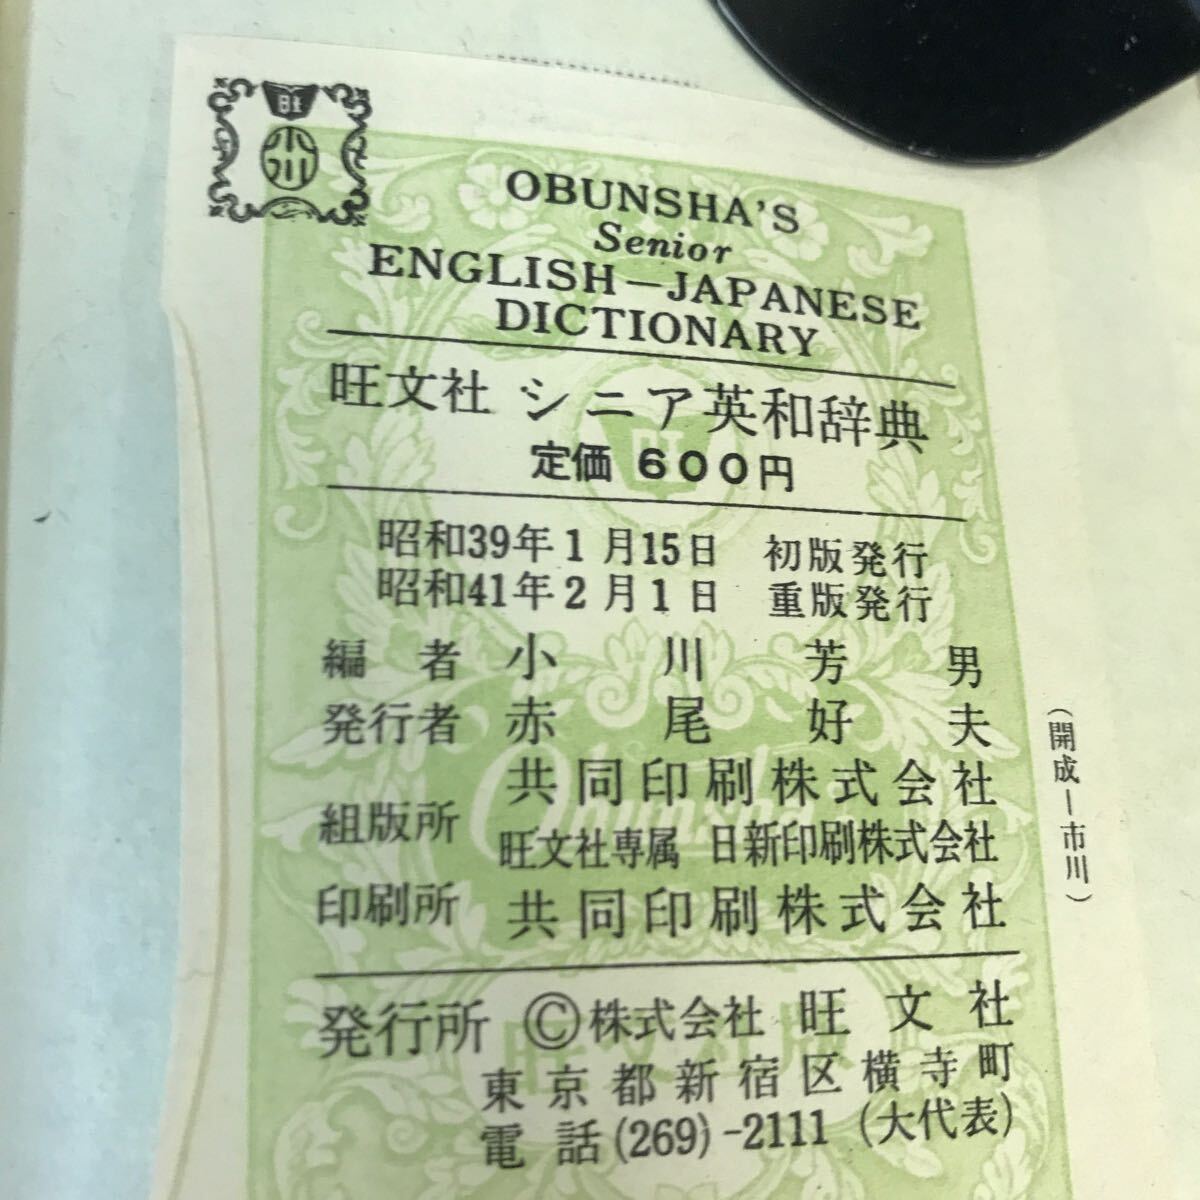 旺
小川
OBUNSHA'S
Senior
ENGLISH-JAPANESE
DICTIONARY
旺文社 シニア英和辞典
定価 600円
昭和39年1月15日 初版発行
昭和41年2月1日 重版発行
編者 小川芳男
発行者 赤尾好夫
組版所 共同印刷株式会社
旺文社専属 日新印刷株式会社
印刷所 共同印刷株式会社
(開成―市川)
発行所 ©株式会社 旺文社
東京都新宿区横寺町
電話(269)-2111 (大代表)
Obunsha